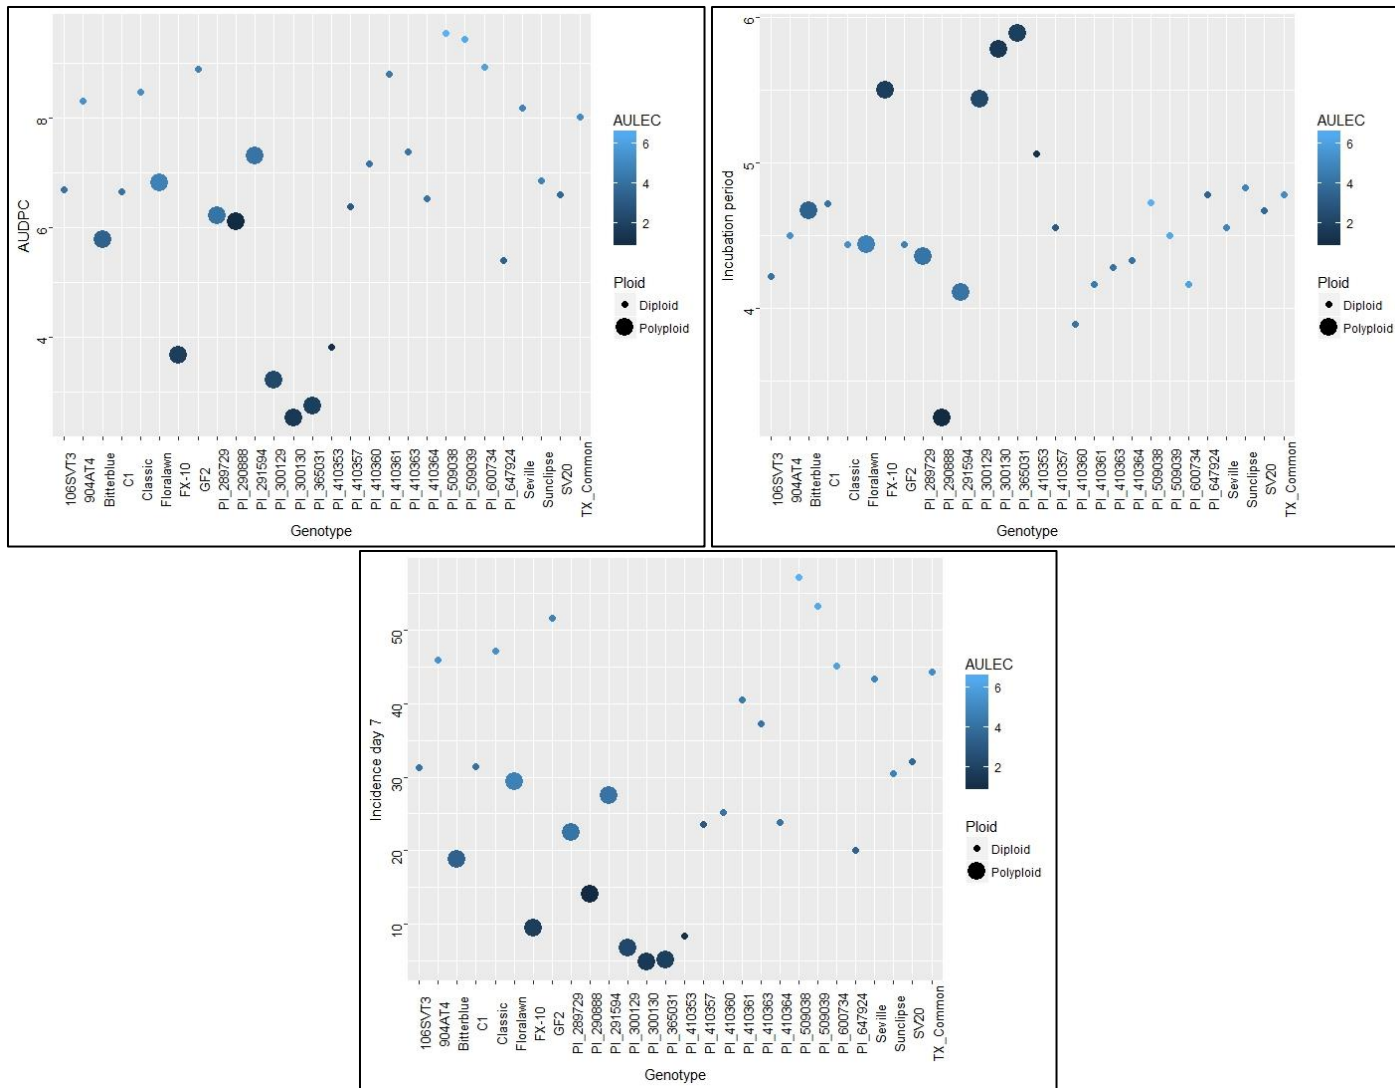 AUDPC
8
6
4
106SVT3
904AT4
Bitterblue
C1
Classic
Floralawn
FX-10
GF2
PI_289729
PI_290888
PI_291594
PI_300129
PI_300130
PI_365031
PI_410353
PI_410357
PI_410360
PI_410361
PI_410363
PI_410364
PI_509038
PI_509039
PI_600734
PI_647924
Seville
Sunclipse
SV20
TX_Common
Genotype
AULEC
6
4
2
Ploid
Diploid
Polyploid
Incubation period
6
5
4
106SVT3
904AT4
Bitterblue
C1
Classic
Floralawn
FX-10
GF2
PI_289729
PI_290888
PI_291594
PI_300129
PI_300130
PI_365031
PI_410353
PI_410357
PI_410360
PI_410361
PI_410363
PI_410364
PI_509038
PI_509039
PI_600734
PI_647924
Seville
Sunclipse
SV20
TX_Common
Genotype
AULEC
6
4
2
Ploid
Diploid
Polyploid
Incidence day 7
50
40
30
20
10
106SVT3
904AT4
Bitterblue
C1
Classic
Floralawn
FX-10
GF2
PI_289729
PI_290888
PI_291594
PI_300129
PI_300130
PI_365031
PI_410353
PI_410357
PI_410360
PI_410361
PI_410363
PI_410364
PI_509038
PI_509039
PI_600734
PI_647924
Seville
Sunclipse
SV20
TX_Common
Genotype
AULEC
6
4
2
Ploid
Diploid
Polyploid